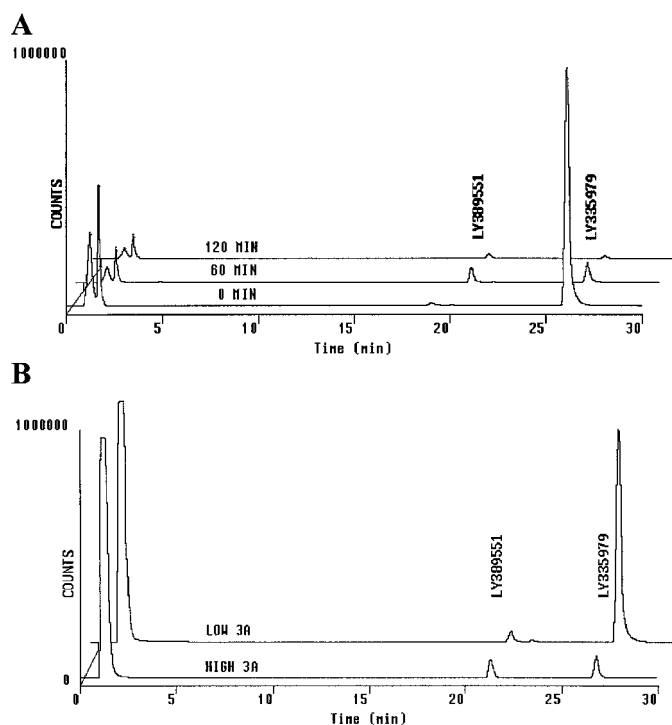 A
1000000
COUNTS
LY389551
LY335979
120 MIN
60 MIN
0 MIN
0 5 10 15 20 25 30
Time (min)
B
1000000
COUNTS
LY389551
LY335979
LOW 3A
HIGH 3A
0
5 10 15 20 25 30
Time (min)